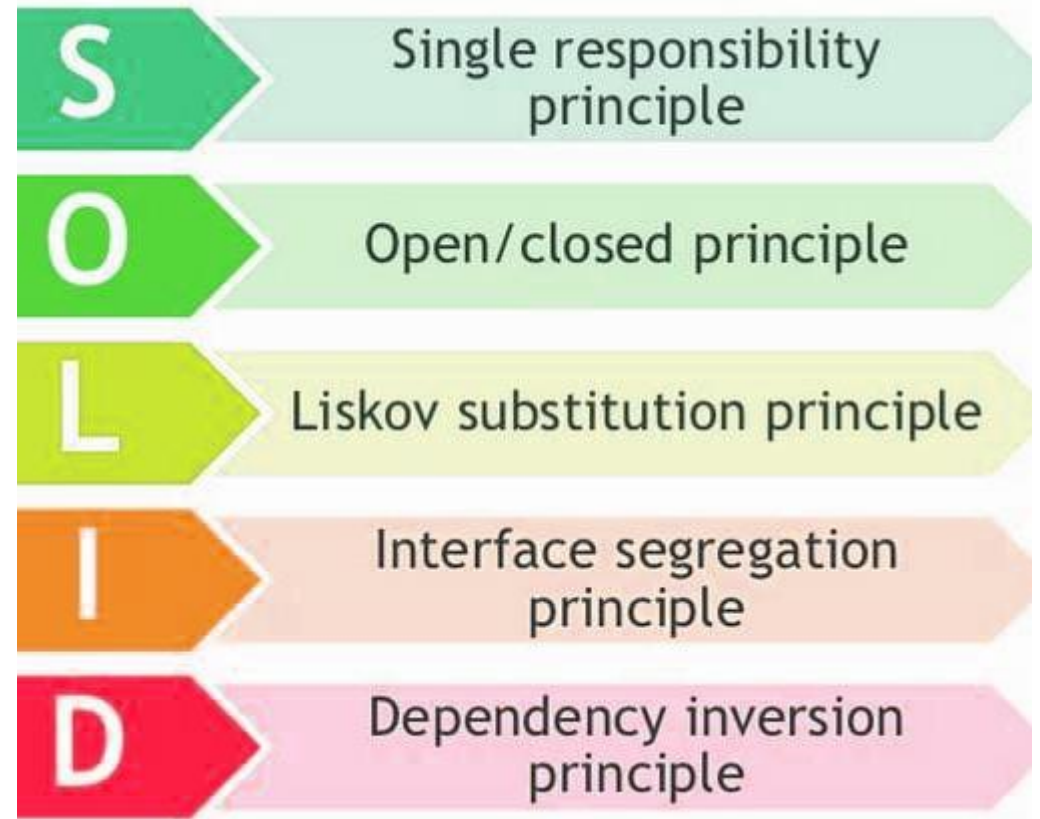 S
Single responsibility
principle
O
Open/closed principle
L
Liskov substitution principle
I
Interface segregation
principle
D
Dependency inversion
principle